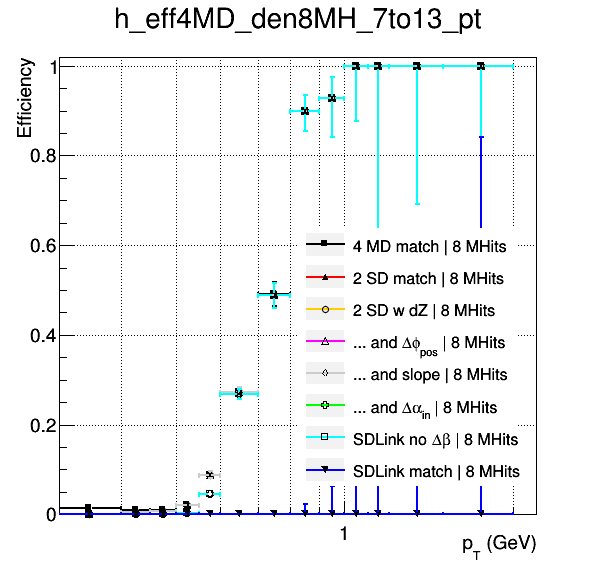 h_eff4MD_den8MH_7to13_pt
Efficiency
1
0.8
0.6
0.4
0.2
0
4 MD match | 8 MHits
2 SD match | 8 MHits
2 SD w dZ | 8 MHits
... and Δϕpos | 8 MHits
... and slope | 8 MHits
... and Δαin | 8 MHits
SDLink no Δβ | 8 MHits
SDLink match | 8 MHits
1
pT (GeV)